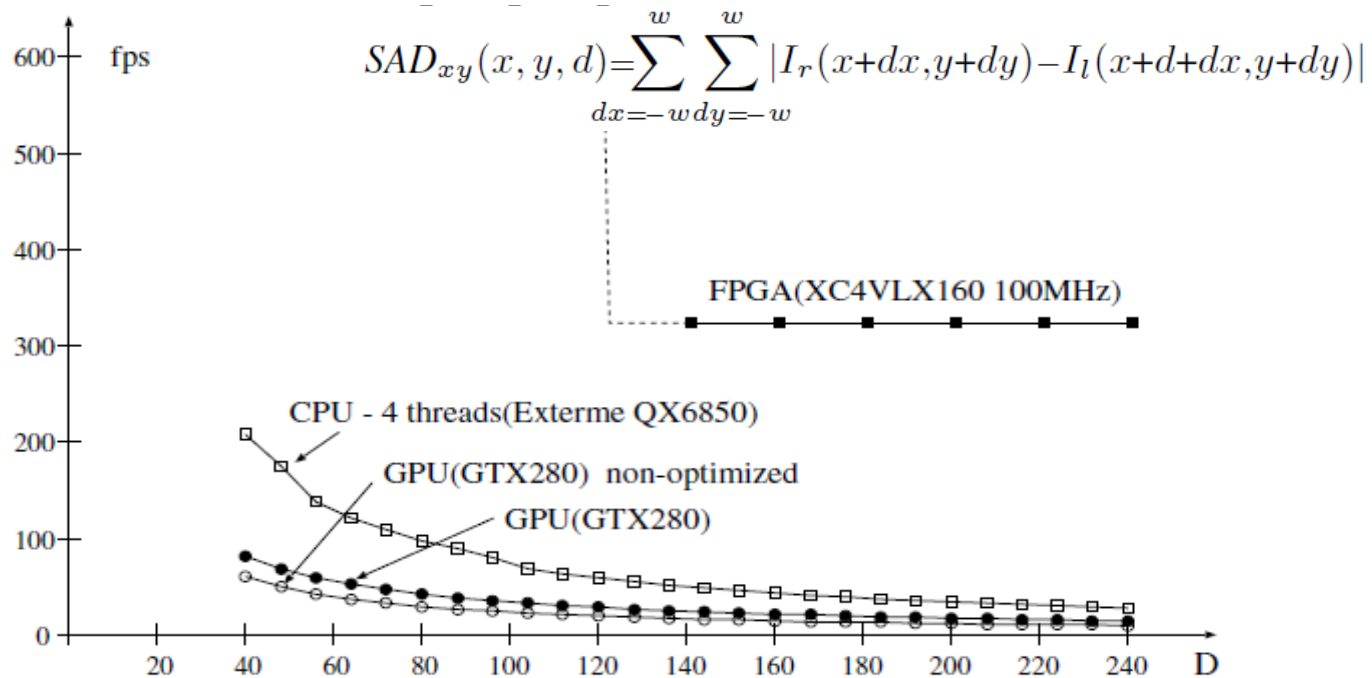 fps
SAD_{xy}(x, y, d)=\sum_{dx=-w}^{w}\sum_{dy=-w}^{w}|I_r(x+dx,y+dy)-I_l(x+d+dx,y+dy)|
600
500
400
300
200
100
0
FPGA(XC4VLX160 100MHz)
CPU - 4 threads(Exterme QX6850)
GPU(GTX280) non-optimized
GPU(GTX280)
20 40 60 80 100 120 140 160 180 200 220 240 D